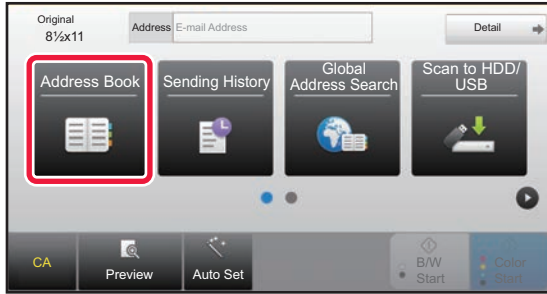 Original
8½x11
Address E-mail Address
Detail
Address Book
Sending History
Global
Address Search
Scan to HDD/
USB
CA
Preview
Auto Set
B/W
Start
Color
Start